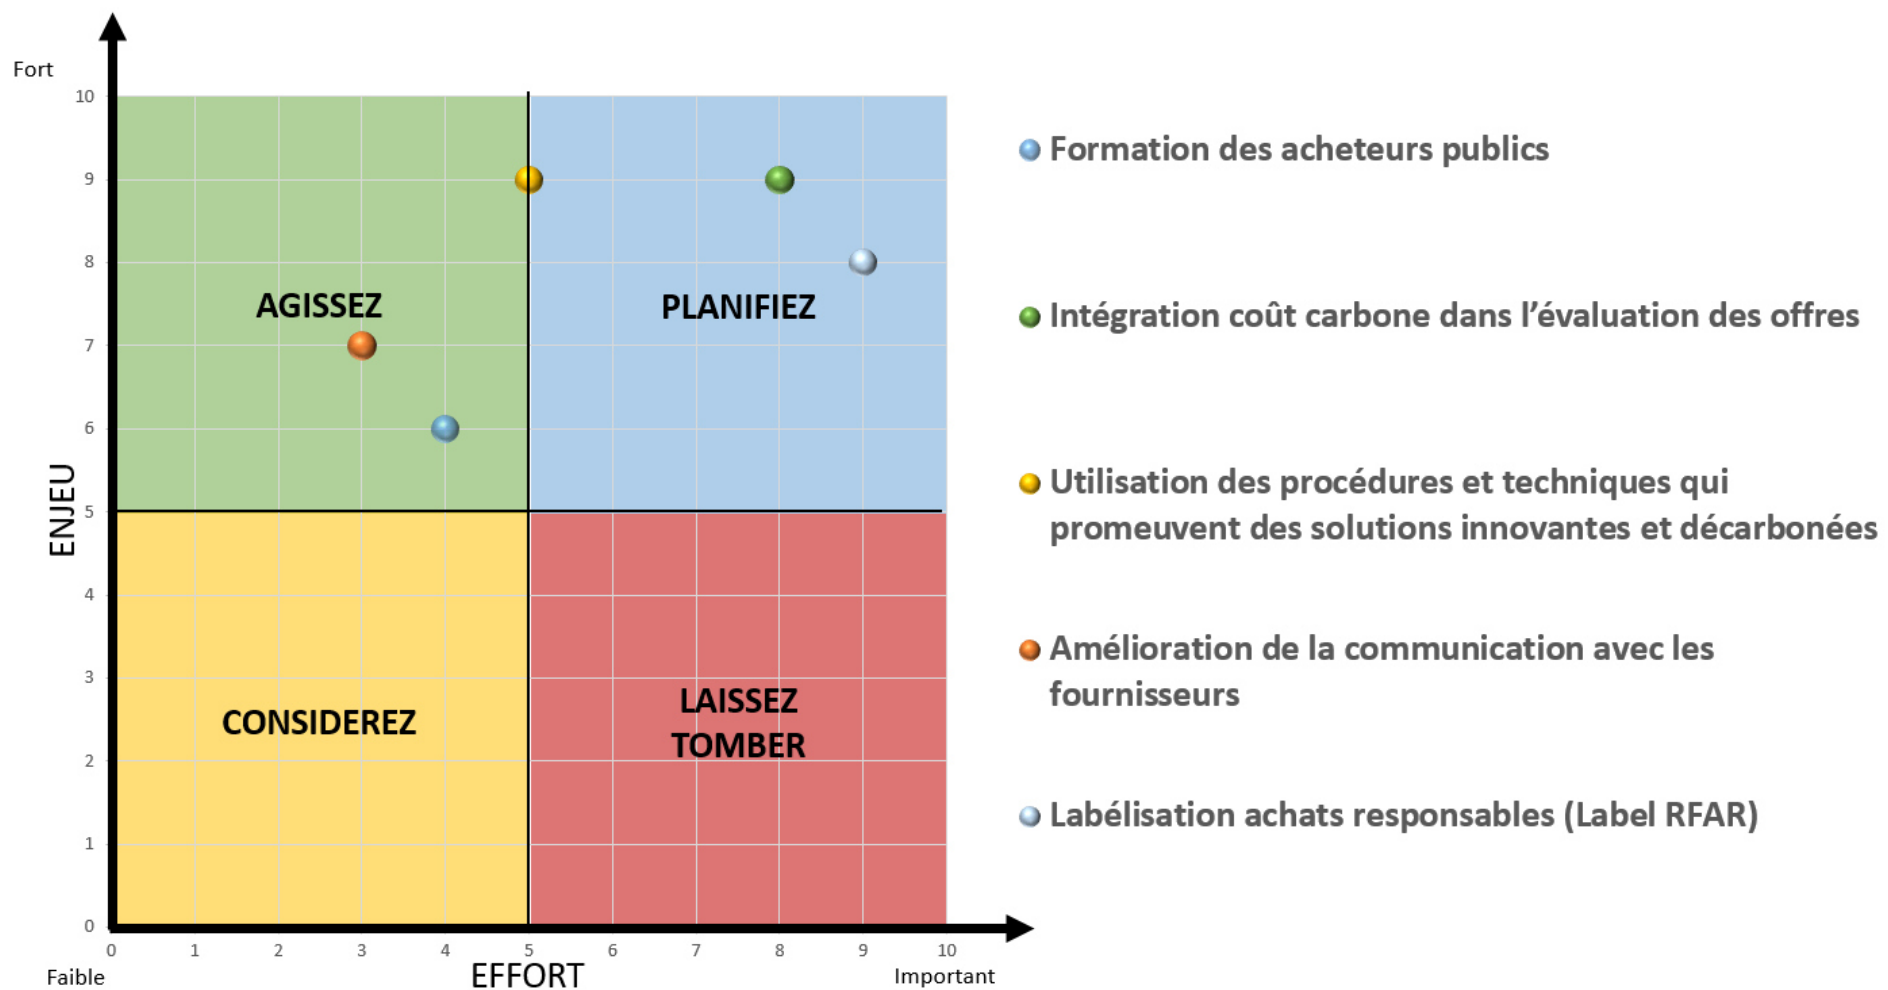 Fort
10
9
8
7
6
5
4
3
2
1
0
ENJEU
AGISSEZ
PLANIFIEZ
CONSIDEREZ
LAISSEZ
TOMBER
0 1 2 3 4 5 6 7 8 9 10
Faible
EFFORT
Important
Formation des acheteurs publics
Intégration coût carbone dans l’évaluation des offres
Utilisation des procédures et techniques qui
promeuvent des solutions innovantes et décarbonées
Amélioration de la communication avec les
fournisseurs
Labélisation achats responsables (Label RFAR)